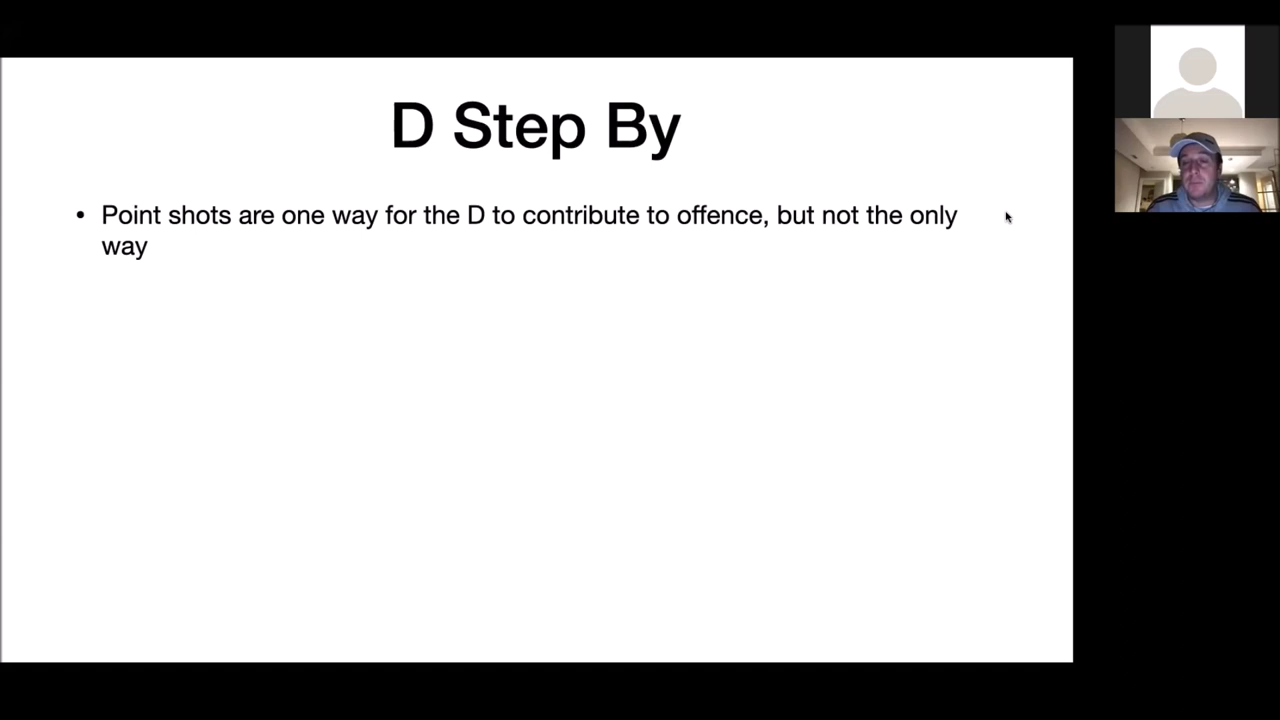 D Step By
• Point shots are one way for the D to contribute to offence, but not the only
way